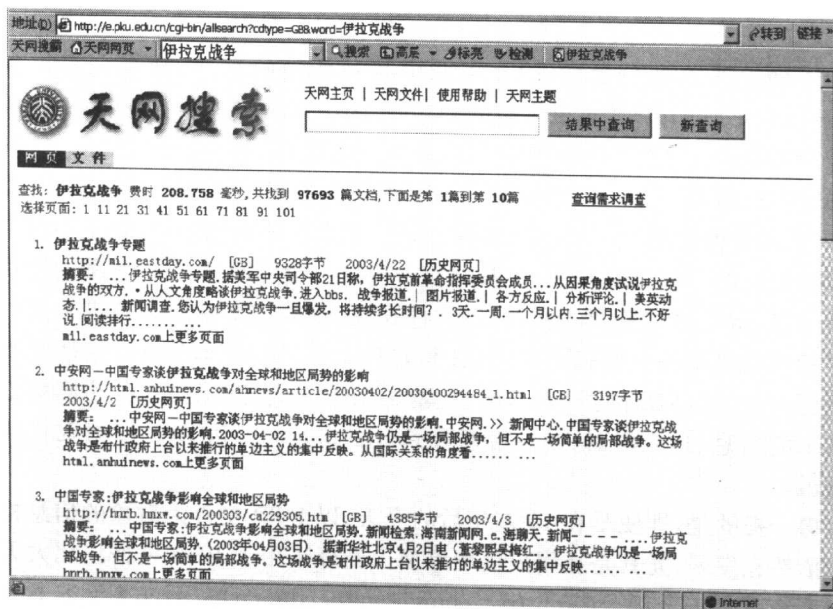 地址(D) http://e.pku.edu.cn/cgi-bin/allsearch?cdtype=GB&word=伊拉克战争 转到 链接 »
天网搜霸 天网网页 伊拉克战争 搜索 高层 标亮 检测 伊拉克战争
天网搜索
天网主页 | 天网文件| 使用帮助 | 天网主题
结果中查询 新查询
网页 文件
查找: 伊拉克战争 费时 208.758 毫秒,共找到 97693 篇文档,下面是第 1篇到第 10篇 查询需求调查
选择页面: 1 11 21 31 41 51 61 71 81 91 101
1. 伊拉克战争专题
http://mil.eastday.com/ [GB] 9328字节 2003/4/22 [历史网页]
摘要: ...伊拉克战争专题.据美军中央司令部21日称，伊拉克前革命指挥委员会成员...从因果角度试说伊拉克
战争的双方.·从人文角度略谈伊拉克战争.进入bbs. 战争报道.| 图片报道.| 各方反应.| 分析评论.| 美英动
态.|.... 新闻调查.您认为伊拉克战争一旦爆发，将持续多长时间？. 3天.一周.一个月以内.三个月以上.不好
说.阅读排行....... ...
mil.eastday.com上更多页面
2. 中安网－中国专家谈伊拉克战争对全球和地区局势的影响
http://html.anhuinews.com/ahnews/article/20030402/20030400294484_1.html [GB] 3197字节
2003/4/2 [历史网页]
摘要: ...中安网－中国专家谈伊拉克战争对全球和地区局势的影响.中安网.>> 新闻中心.中国专家谈伊拉克战
争对全球和地区局势的影响.2003-04-02 14...伊拉克战争仍是一场局部战争，但不是一场简单的局部战争。这场
战争是布什政府上台以来推行的单边主义的集中反映。从国际关系的角度看...... ...
html.anhuinews.com上更多页面
3. 中国专家:伊拉克战争影响全球和地区局势
http://hnrb.hnxw.com/200303/ca229305.htm [GB] 4385字节 2003/4/3 [历史网页]
摘要: ...中国专家:伊拉克战争影响全球和地区局势.新闻检索.海南新闻网.e.海聊天.新闻- - - - ....伊拉克
战争影响全球和地区局势.(2003年04月03日). 据新华社北京4月2日电（董黎熙吴梅红...伊拉克战争仍是一场局
部战争，但不是一场简单的局部战争。这场战争是布什政府上台以来推行的单边主义的集中反映...... ...
hnrb.hnxw.com上更多页面
Internet